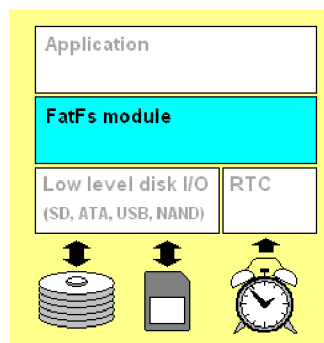 Application
FatFs module
Low level disk I/O
(SD, ATA, USB, NAND)
RTC